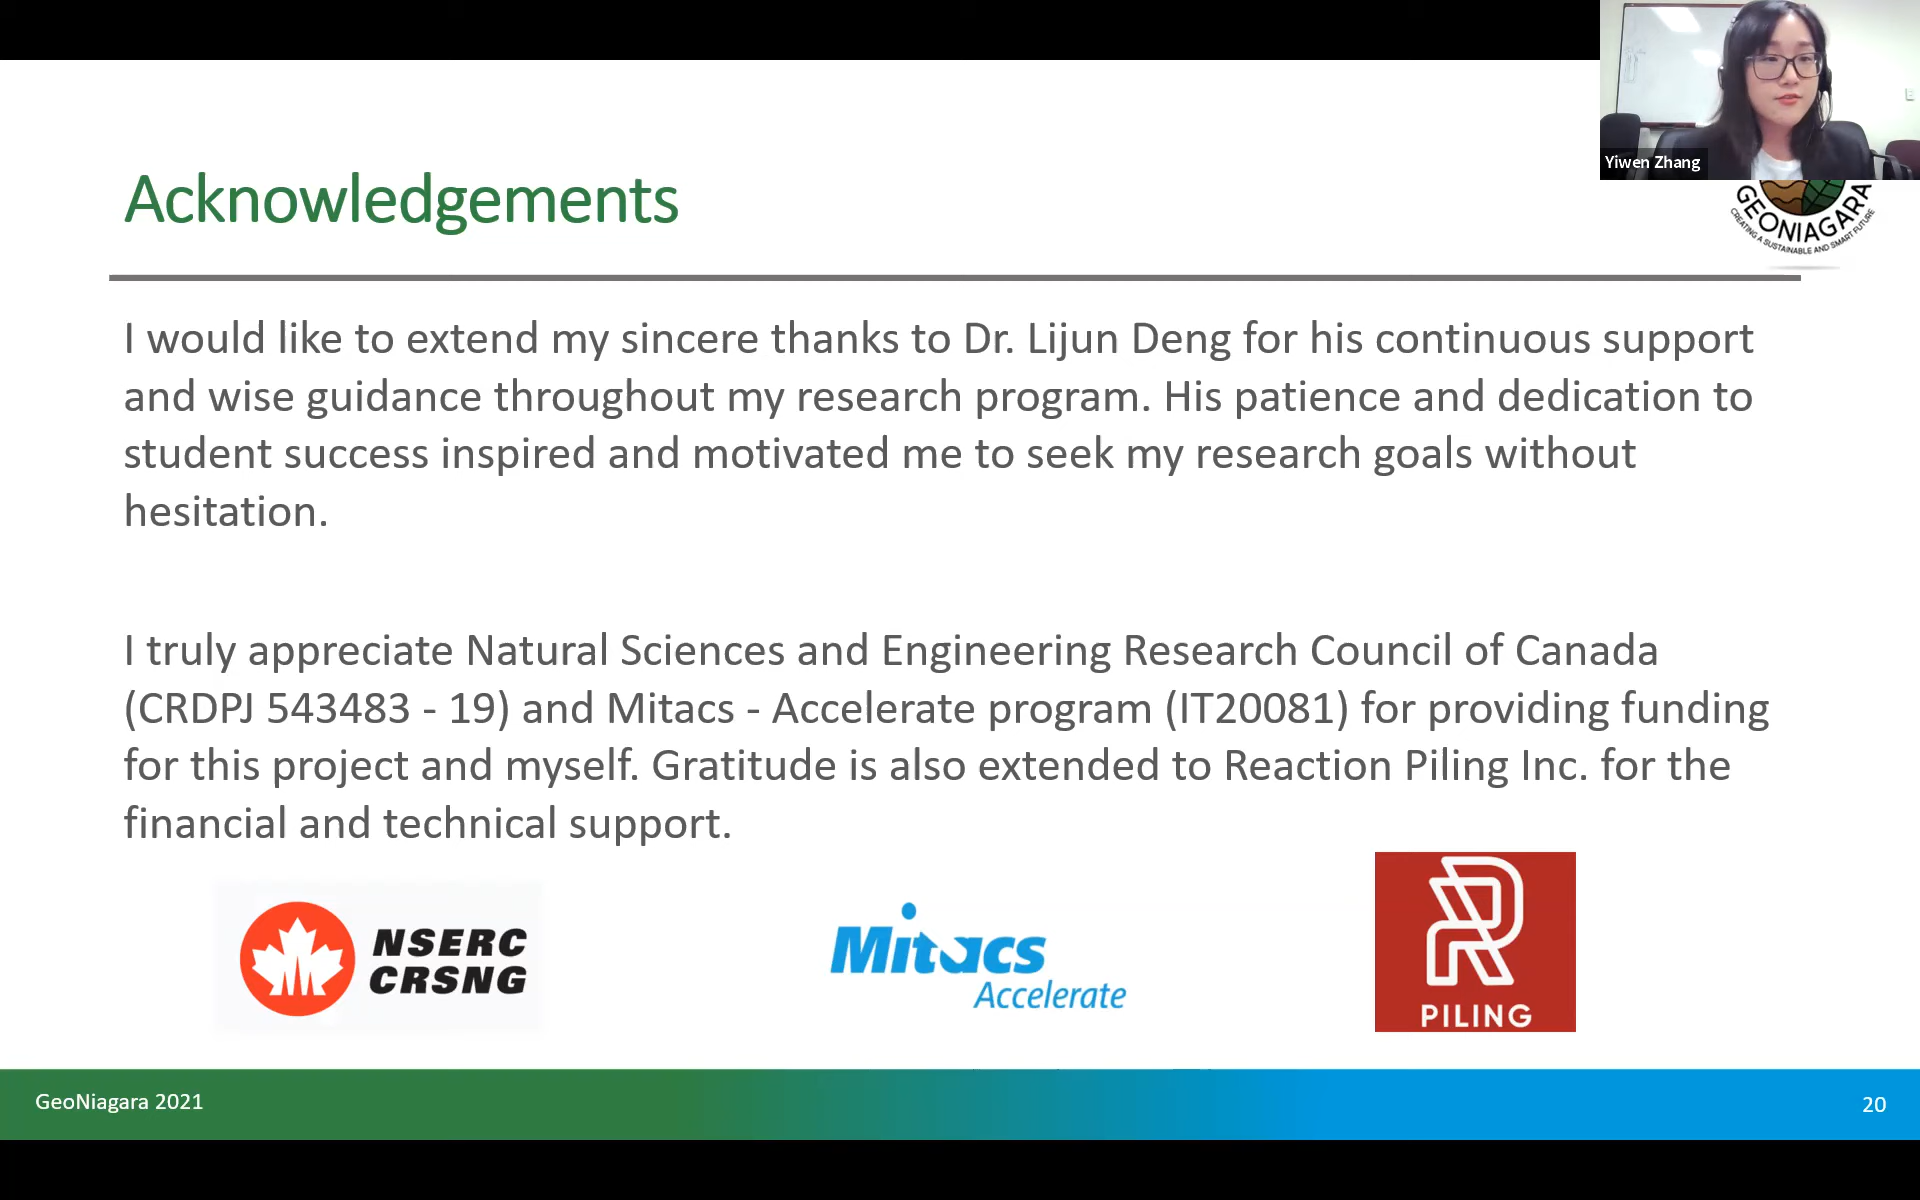 Yiwen Zhang
Acknowledgements
GEONIAGARA
CREATING A SUSTAINABLE AND SMART FUTURE
I would like to extend my sincere thanks to Dr. Lijun Deng for his continuous support
and wise guidance throughout my research program. His patience and dedication to
student success inspired and motivated me to seek my research goals without
hesitation.
I truly appreciate Natural Sciences and Engineering Research Council of Canada
(CRDPJ 543483 - 19) and Mitacs - Accelerate program (IT20081) for providing funding
for this project and myself. Gratitude is also extended to Reaction Piling Inc. for the
financial and technical support.
NSERC
CRSNG
Mitacs
Accelerate
PILING
GeoNiagara 2021
20